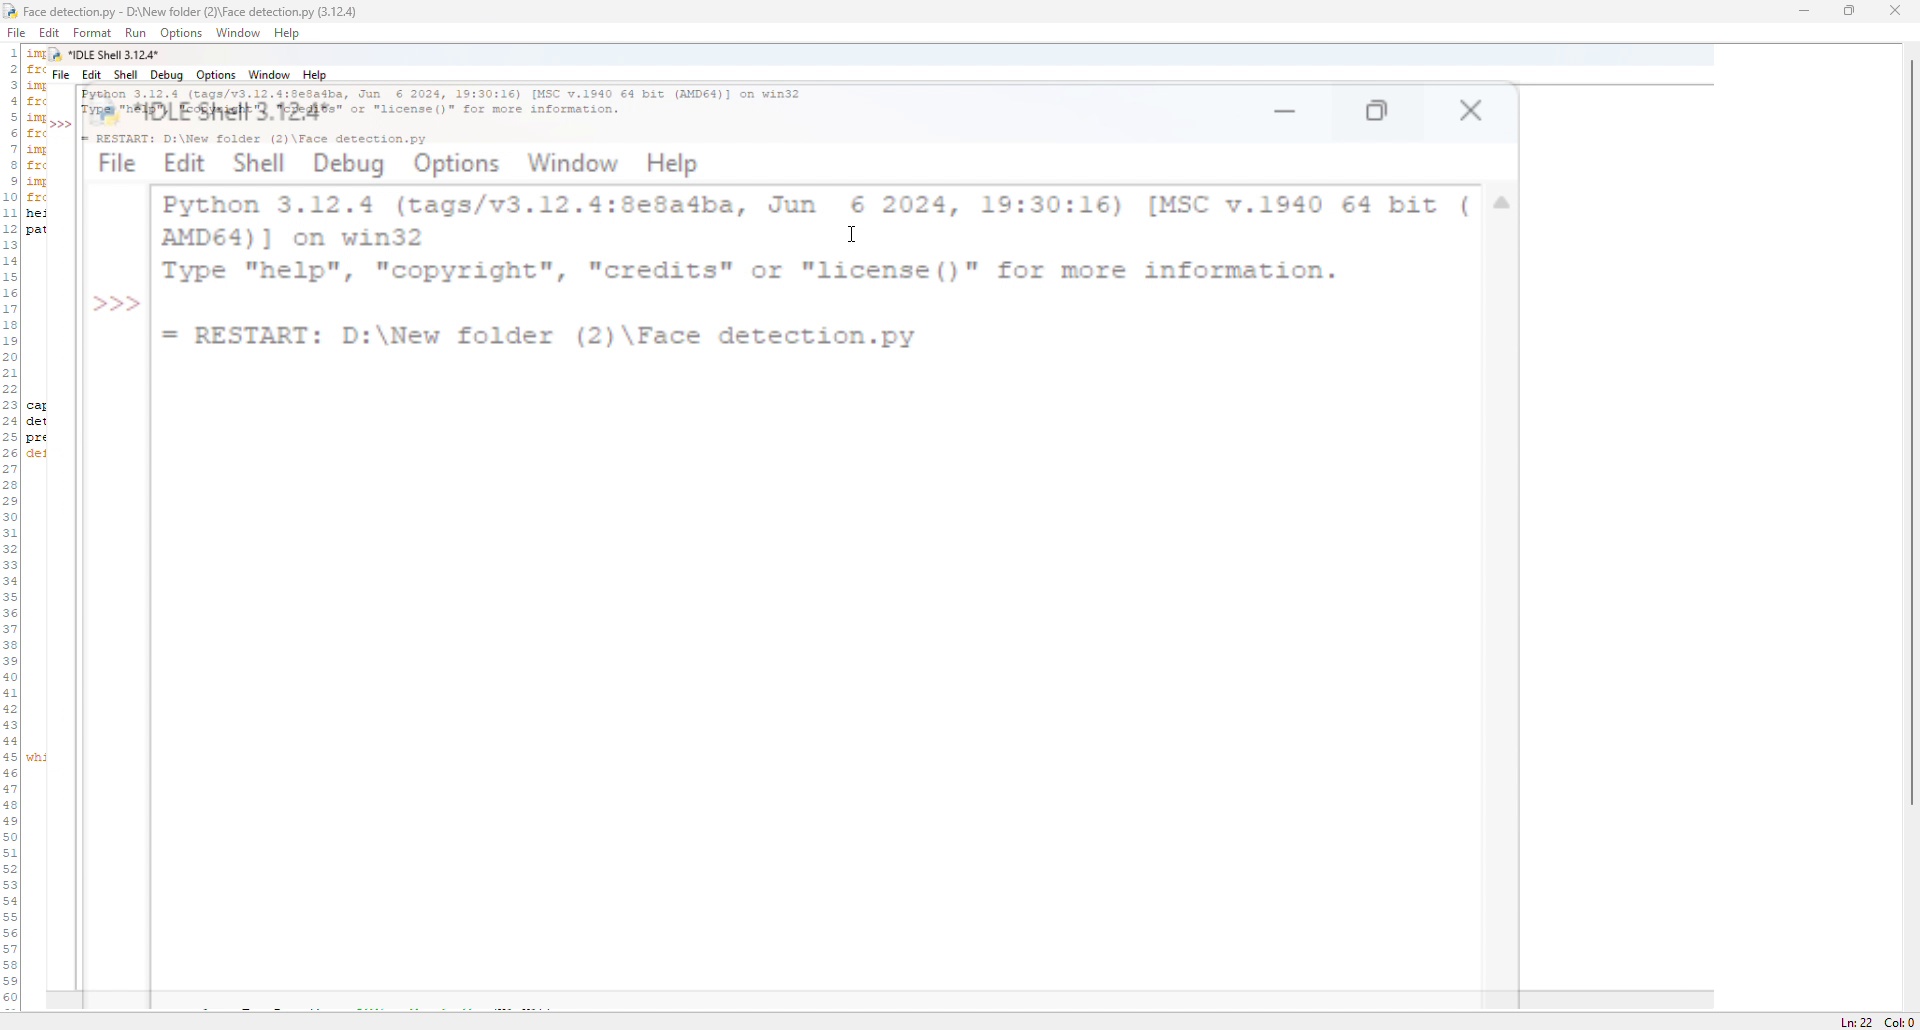 Face detection.py - D:\New folder (2)\Face detection.py (3.12.4)
File Edit Format Run Options Window Help
*IDLE Shell 3.12.4*
File Edit Shell Debug Options Window Help
Python 3.12.4 (tags/v3.12.4:8e8a4ba, Jun 6 2024, 19:30:16) [MSC v.1940 64 bit (AMD64)] on win32
Type "help", "copyright", "credits" or "license()" for more information.
>>>
= RESTART: D:\New folder (2)\Face detection.py
*IDLE Shell 3.12.4*
File Edit Shell Debug Options Window Help
Python 3.12.4 (tags/v3.12.4:8e8a4ba, Jun 6 2024, 19:30:16) [MSC v.1940 64 bit (
AMD64)] on win32
Type "help", "copyright", "credits" or "license()" for more information.
>>>
= RESTART: D:\New folder (2)\Face detection.py
1 imp
2 fro
3 imp
4 fro
5 imp
6 fro
7 imp
8 fro
9 imp
10 fro
11 hei
12 pat
13
14
15
16
17
18
19
20
21
22
23 cap
24 det
25 pre
26 def
27
28
29
30
31
32
33
34
35
36
37
38
39
40
41
42
43
44
45 whi
46
47
48
49
50
51
52
53
54
55
56
57
58
59
60
Ln: 22 Col: 0